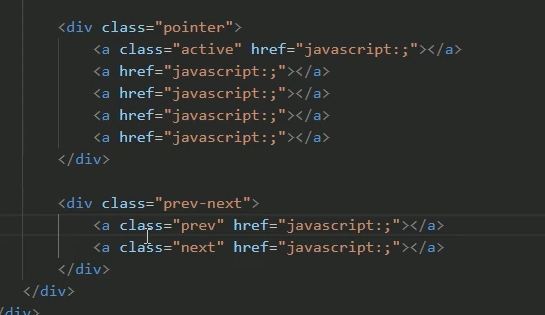 <div class="pointer">
<a class="active" href="javascript:;"></a>
<a href="javascript:;"></a>
<a href="javascript:;"></a>
<a href="javascript:;"></a>
<a href="javascript:;"></a>
</div>
<div class="prev-next">
<a class="prev" href="javascript:;"></a>
<a class="next" href="javascript:;"></a>
</div>
</div>
/div>